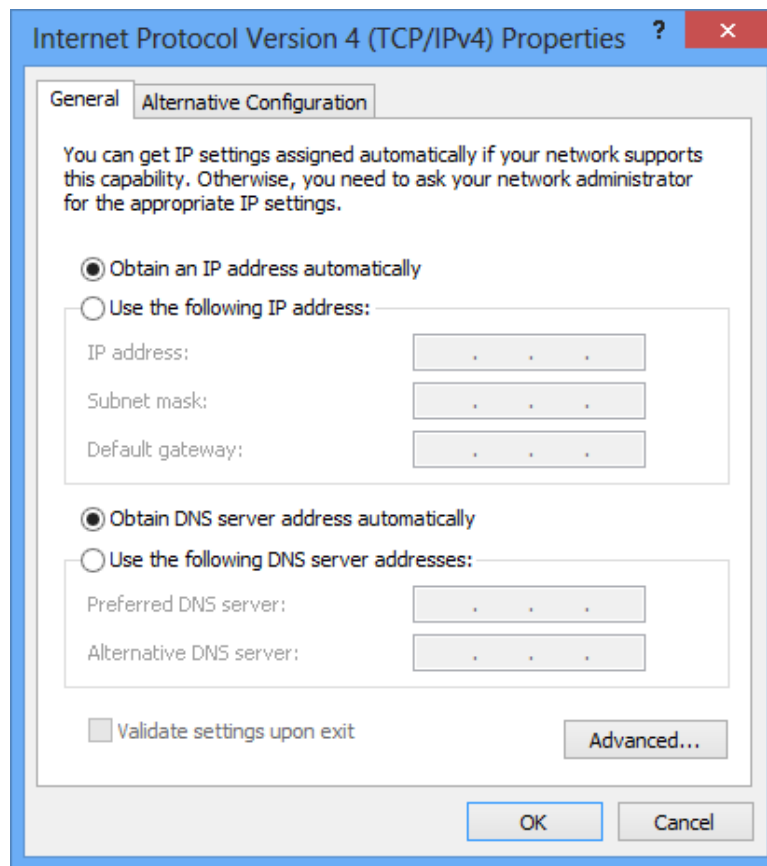 Internet Protocol Version 4 (TCP/IPv4) Properties ? ×
General Alternative Configuration
You can get IP settings assigned automatically if your network supports
this capability. Otherwise, you need to ask your network administrator
for the appropriate IP settings.
Obtain an IP address automatically
Use the following IP address:
IP address: . . .
Subnet mask: . . .
Default gateway: . . .
Obtain DNS server address automatically
Use the following DNS server addresses:
Preferred DNS server: . . .
Alternative DNS server: . . .
Validate settings upon exit
Advanced...
OK Cancel